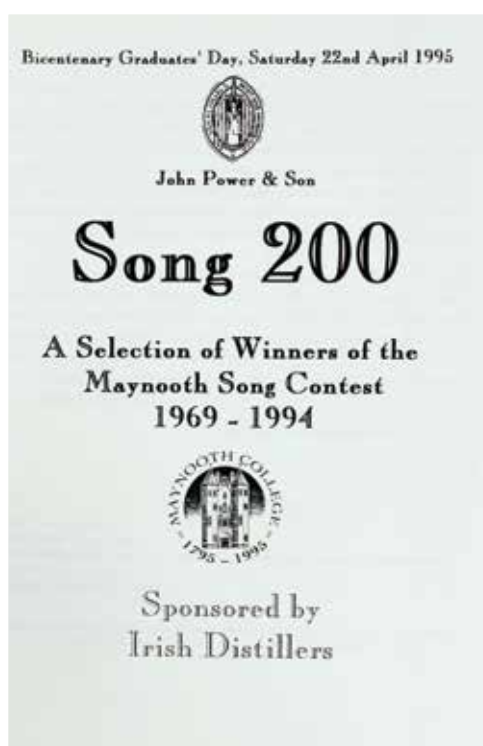 Bicentenary Graduates' Day, Saturday 22nd April 1995
John Power & Son
Song 200
A Selection of Winners of the
Maynooth Song Contest
1969 - 1994
MAYNOOTH COLLEGE
- 1795 - 1995 -
Sponsored by
Irish Distillers